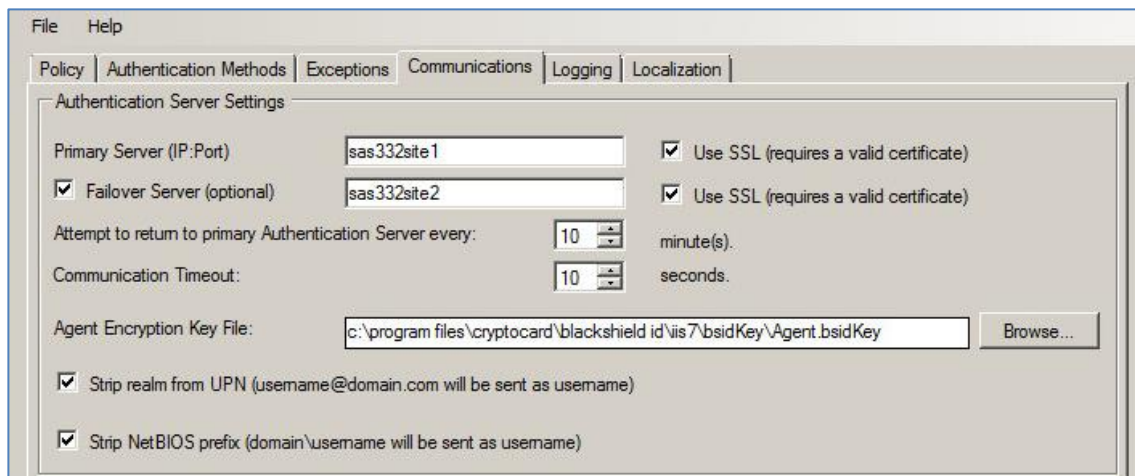 File Help
Policy Authentication Methods Exceptions Communications Logging Localization
Authentication Server Settings
Primary Server (IP:Port) sas332site1 Use SSL (requires a valid certificate)
Failover Server (optional) sas332site2 Use SSL (requires a valid certificate)
Attempt to return to primary Authentication Server every: 10 minute(s).
Communication Timeout: 10 seconds.
Agent Encryption Key File: c:\program files\cryptocard\blackshield id\iis7\bsidKey\Agent.bsidKey Browse...
Strip realm from UPN (username@domain.com will be sent as username)
Strip NetBIOS prefix (domain\username will be sent as username)